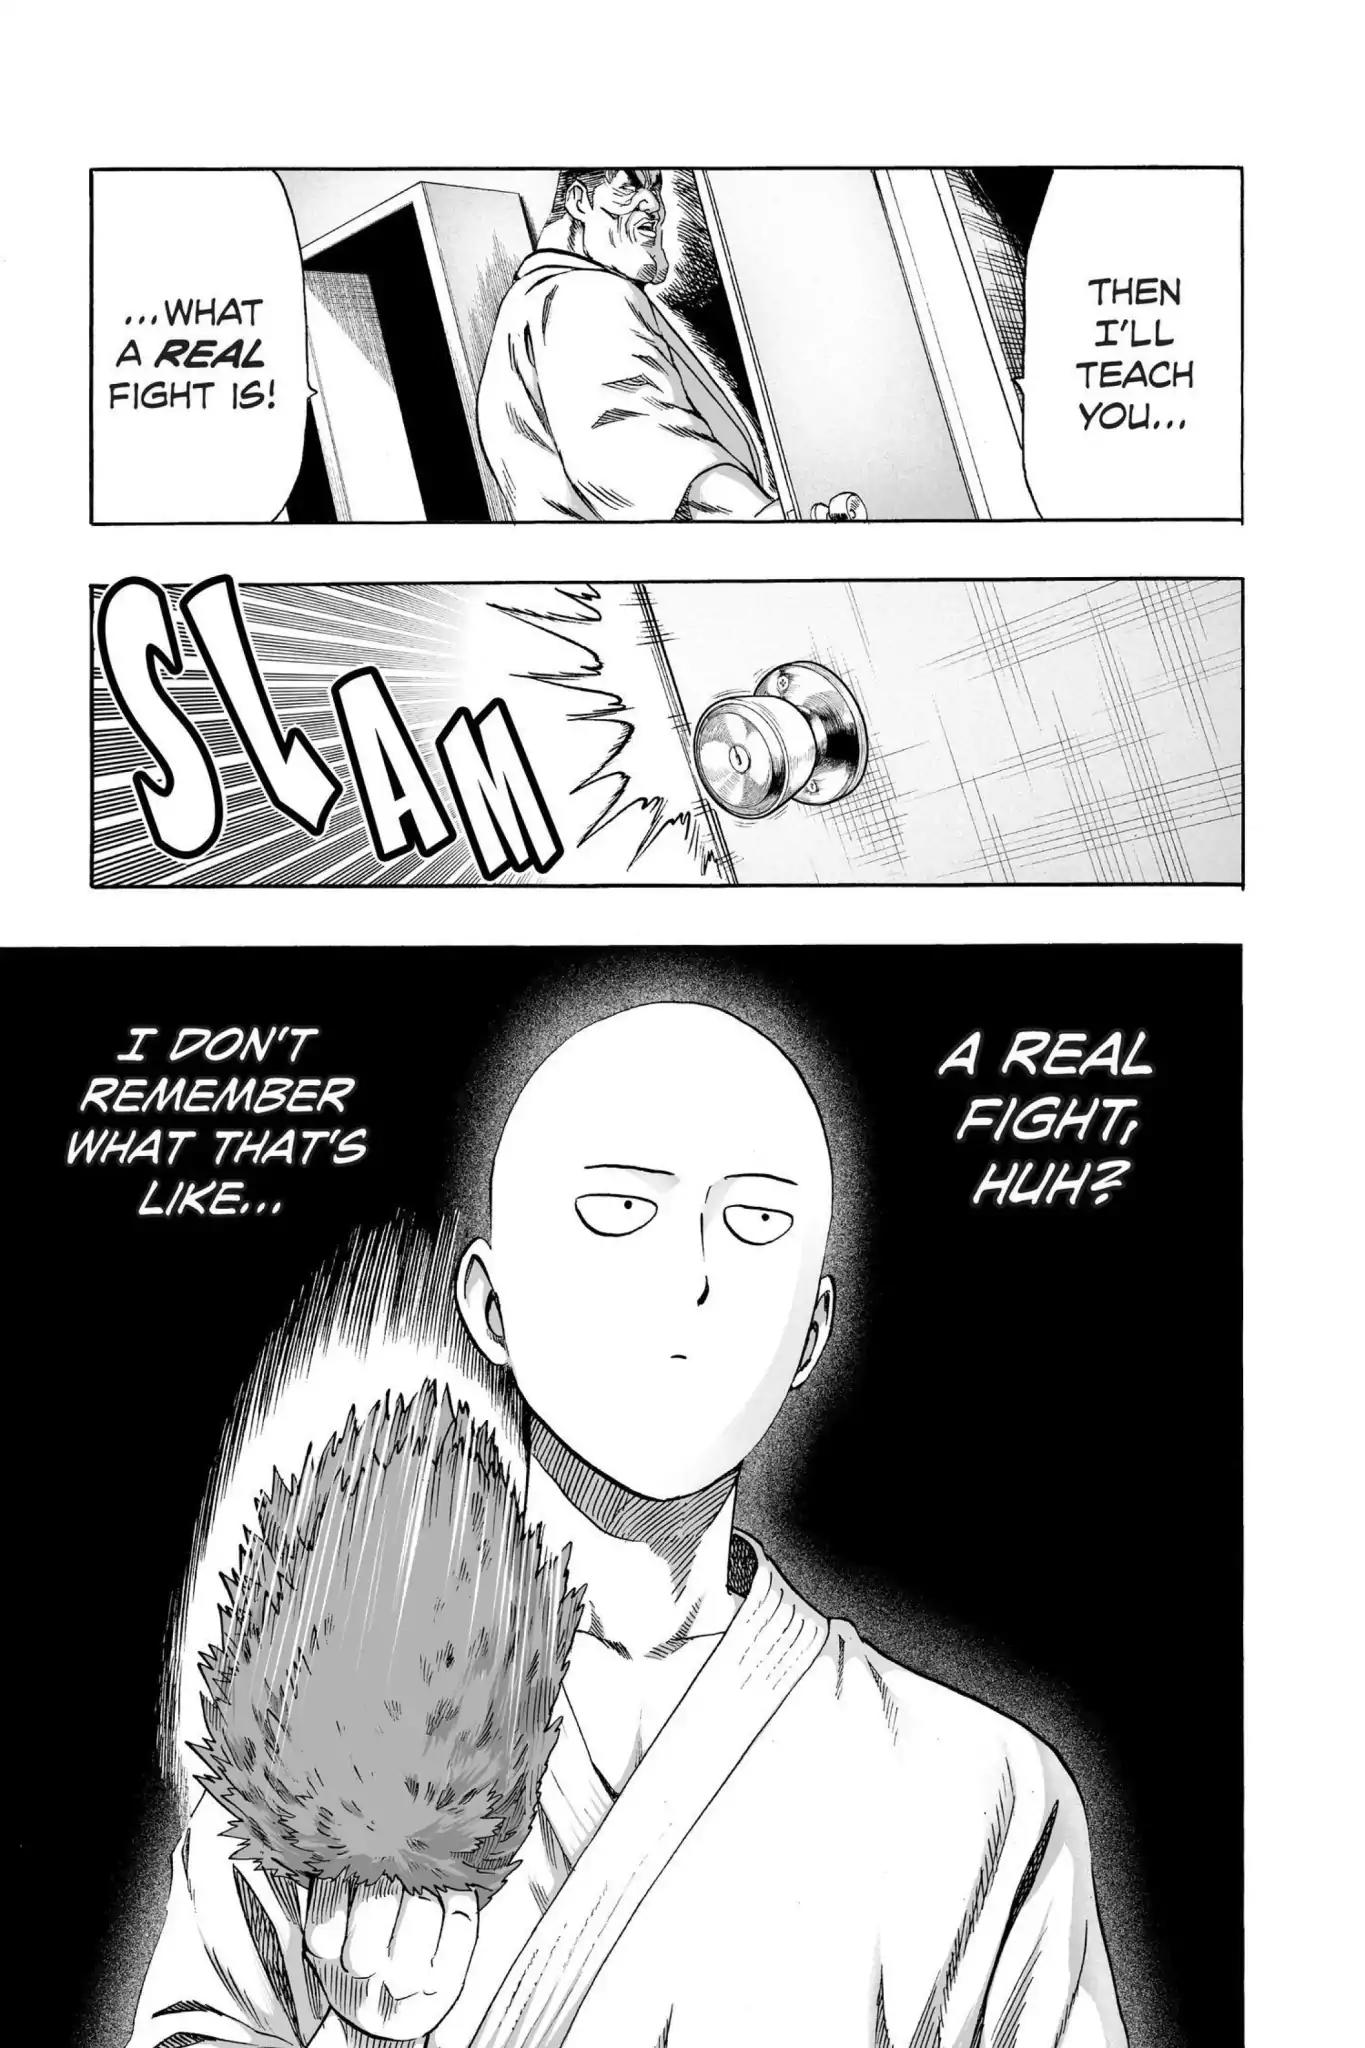 THEN
I'LL
TEACH
YOU...
...WHAT
A REAL
FIGHT IS!
SLAM
A REAL
FIGHT,
HUH?
I DON'T
REMEMBER
WHAT THAT'S
LIKE...